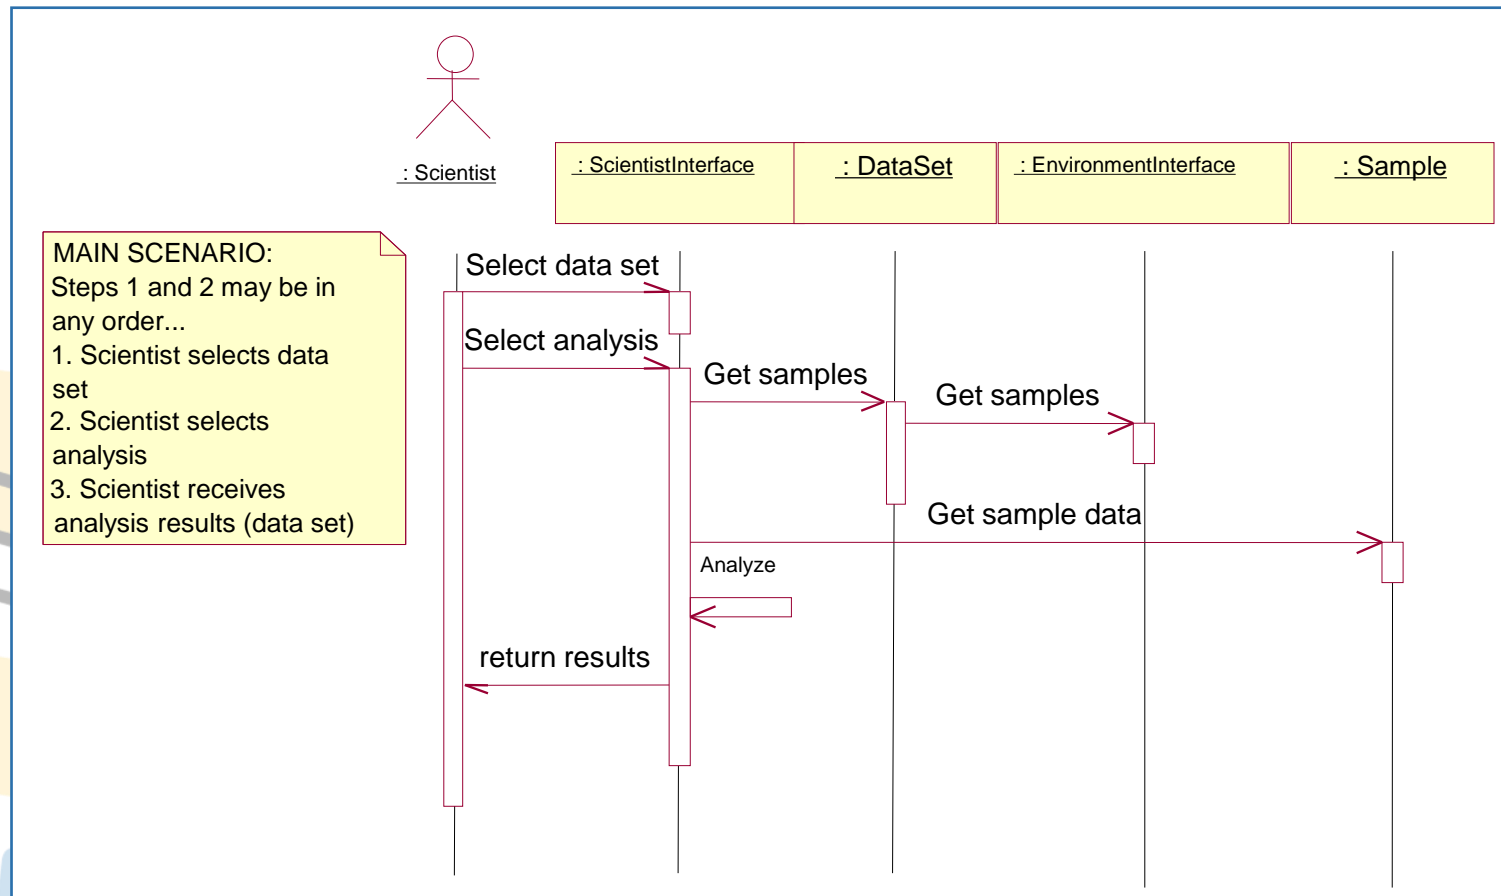 : Scientist
: ScientistInterface
: DataSet
: EnvironmentInterface
: Sample
MAIN SCENARIO:
Steps 1 and 2 may be in
any order...
1. Scientist selects data
set
2. Scientist selects
analysis
3. Scientist receives
analysis results (data set)
Select data set
Select analysis
Get samples
Get samples
Get sample data
Analyze
return results